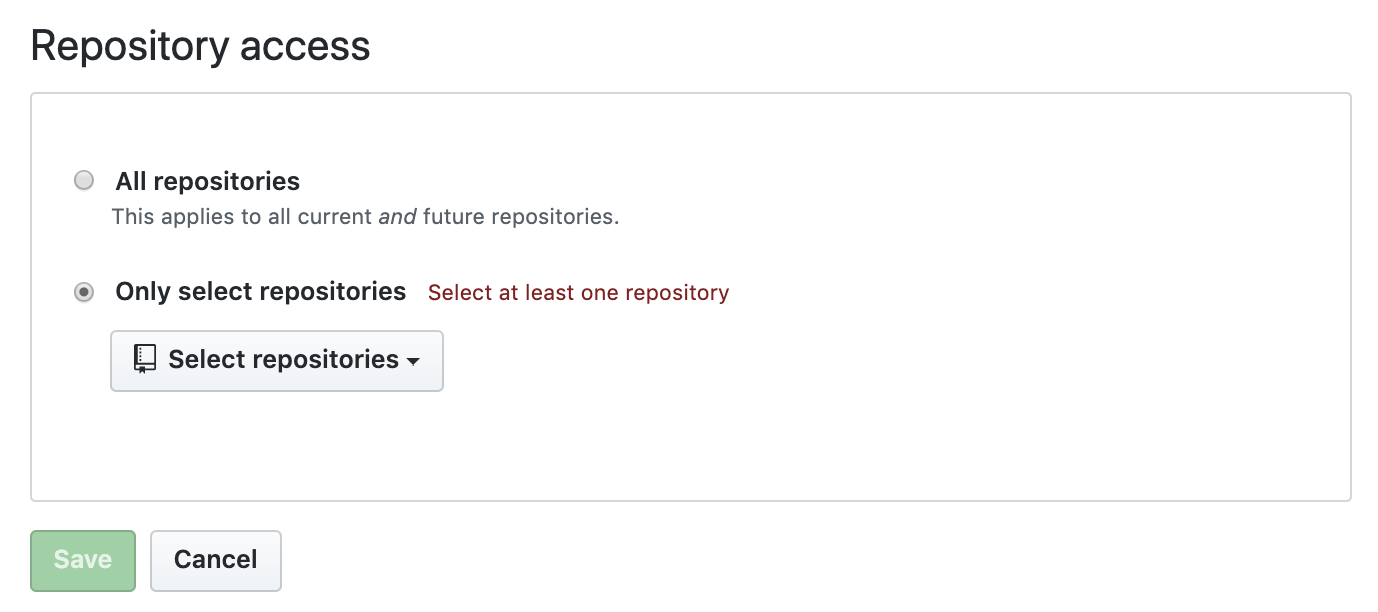 Repository access
All repositories
This applies to all current and future repositories.
Only select repositories Select at least one repository
Select repositories
Save Cancel